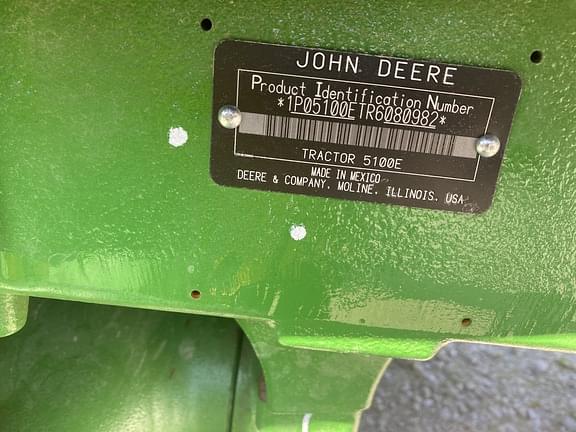 JOHN DEERE
Product Identification Number
*1P05100ETR6080982*
TRACTOR 5100E
MADE IN MEXICO
DEERE & COMPANY, MOLINE, ILLINOIS, USA